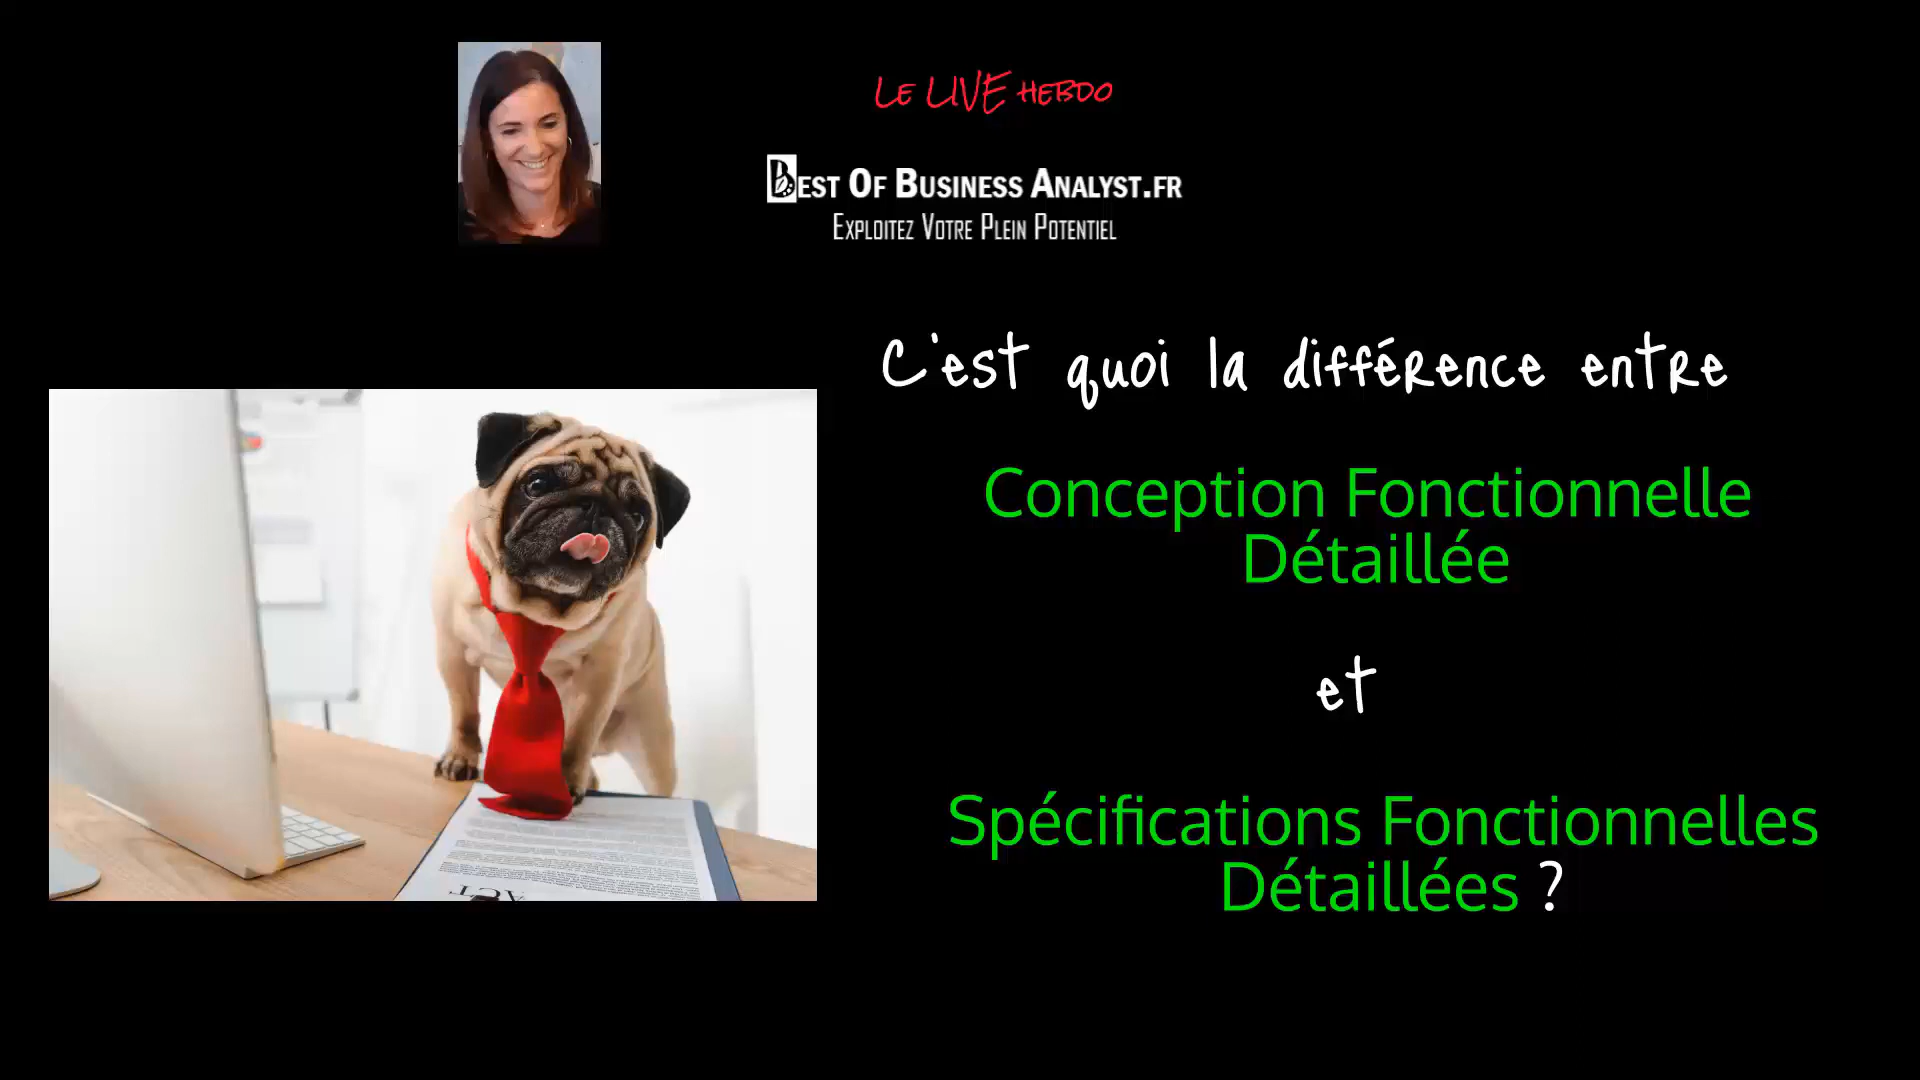 Le LIVE HEBDO
BEST OF BUSINESS ANALYST.FR
EXPLOITEZ VOTRE PLEIN POTENTIEL
C'est quoi la différence entre
Conception Fonctionnelle
Détaillée
et
Spécifications Fonctionnelles
Détaillées ?